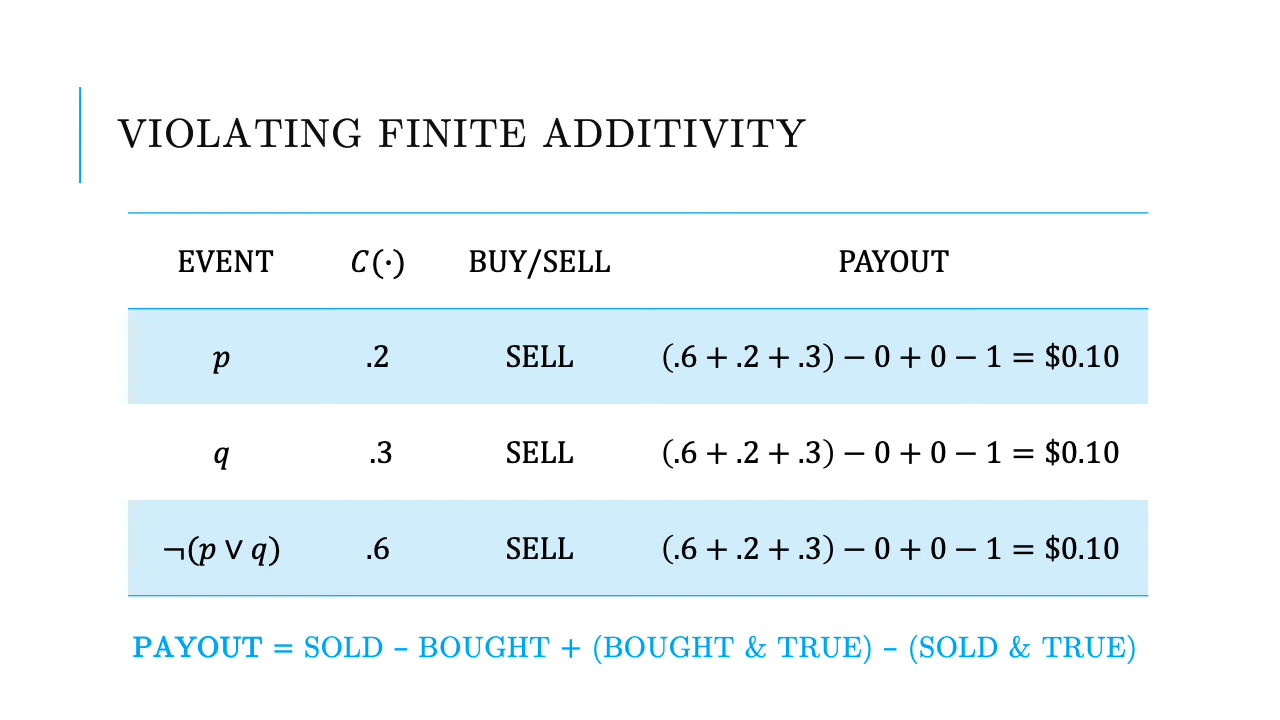 VIOLATING FINITE ADDITIVITY
EVENT C(·) BUY/SELL PAYOUT
p .2 SELL (.6 + .2 + .3) − 0 + 0 − 1 = $0.10
q .3 SELL (.6 + .2 + .3) − 0 + 0 − 1 = $0.10
¬(p ∨ q) .6 SELL (.6 + .2 + .3) − 0 + 0 − 1 = $0.10
PAYOUT = SOLD – BOUGHT + (BOUGHT & TRUE) – (SOLD & TRUE)